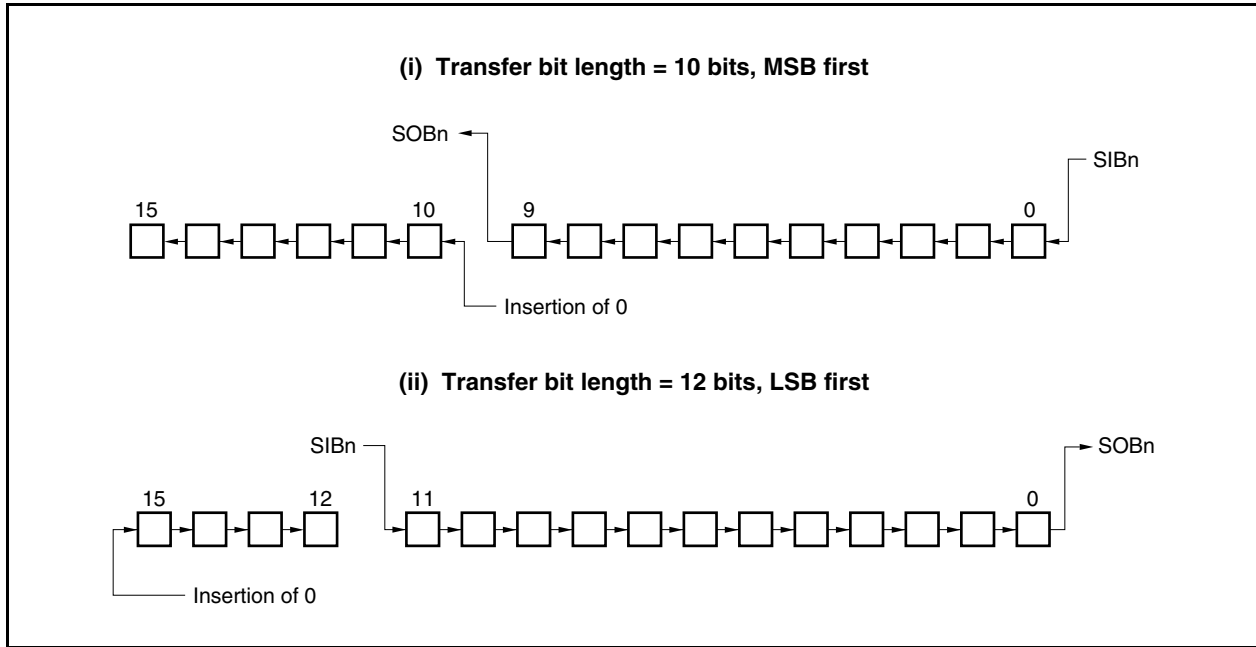 (i) Transfer bit length = 10 bits, MSB first
SOBn
SIBn
15
10
9
0
Insertion of 0
(ii) Transfer bit length = 12 bits, LSB first
SIBn
SOBn
15
12
11
0
Insertion of 0